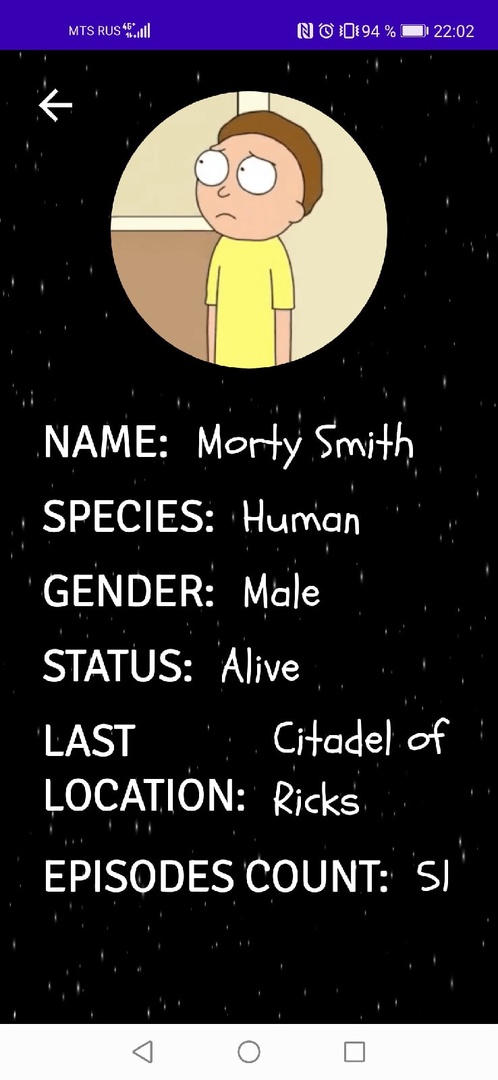 MTS RUS 4G+ 94 % 22:02
NAME: Morty Smith
SPECIES: Human
GENDER: Male
STATUS: Alive
LAST LOCATION: Citadel of Ricks
EPISODES COUNT: 51